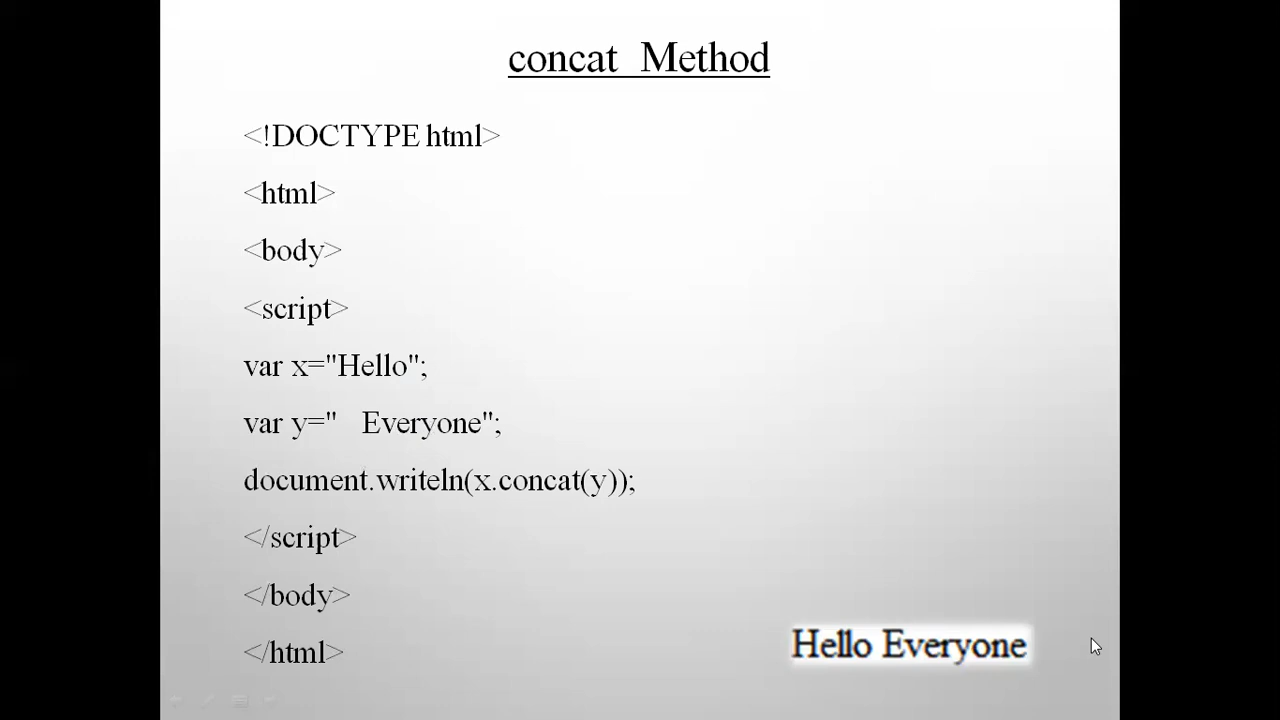 concat  Method
<!DOCTYPE html>
<html>
<body>
<script>
var x="Hello";
var y="   Everyone";
document.writeln(x.concat(y));
</script>
</body>
</html>
Hello Everyone